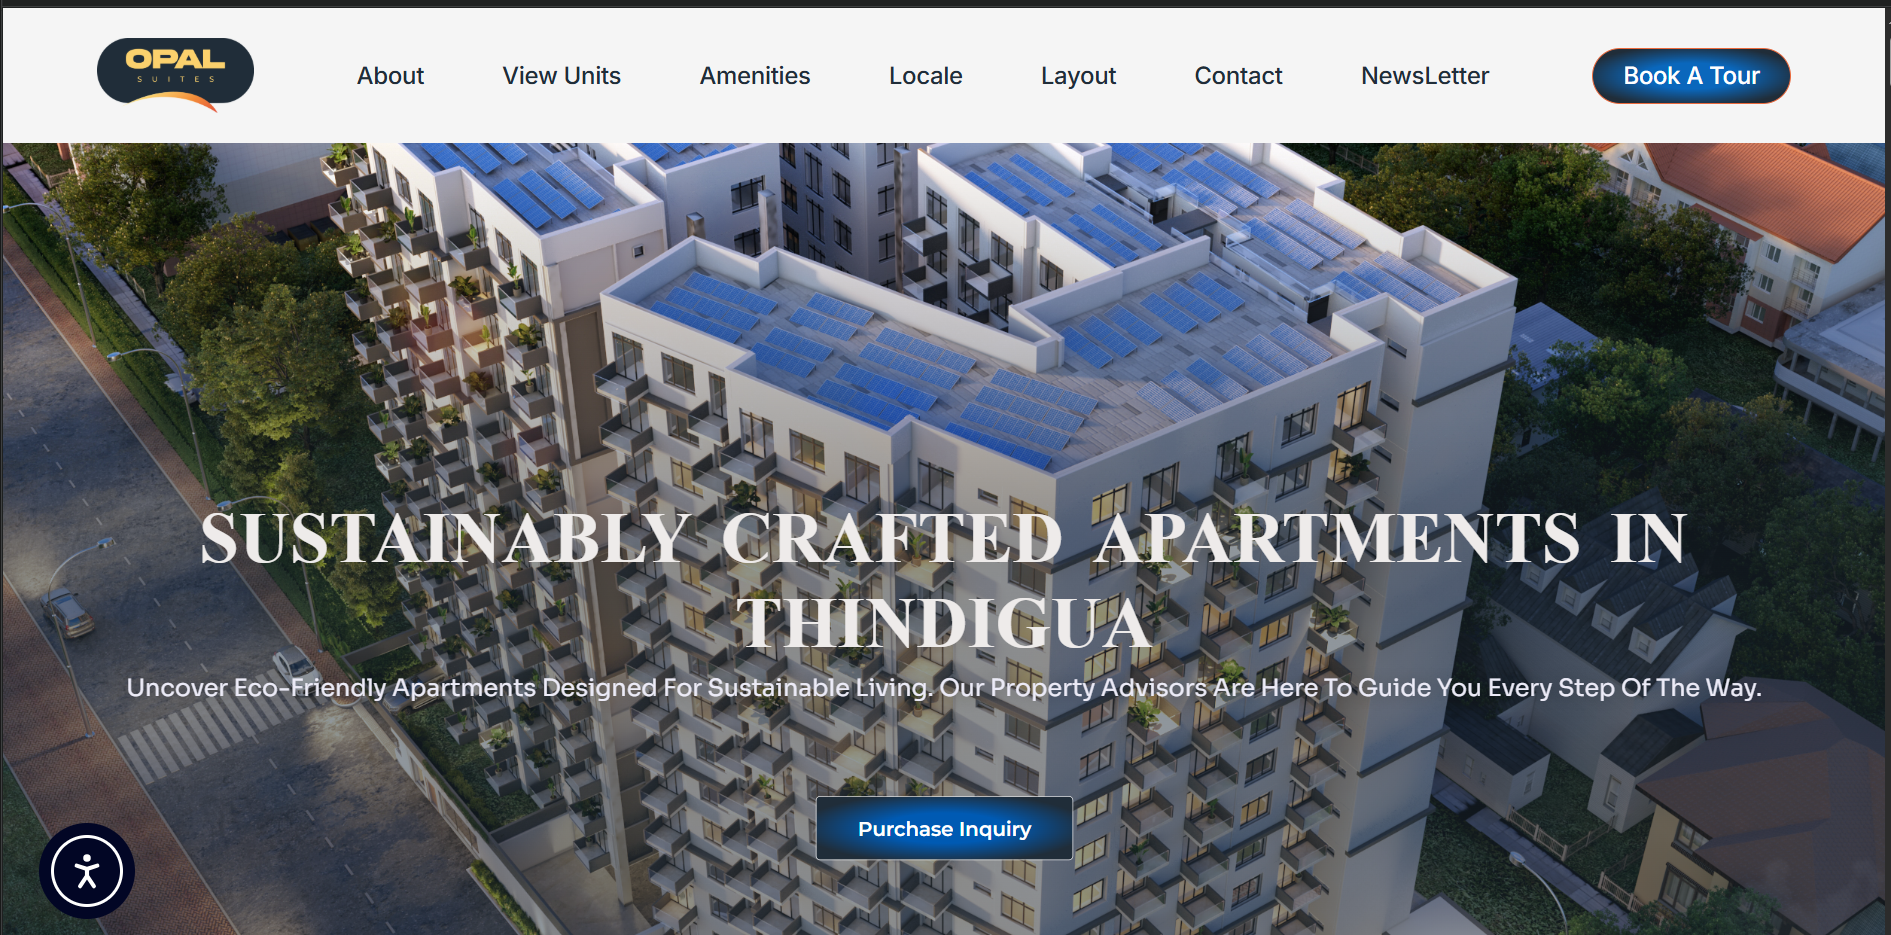 OPAL
SUITES
About
View Units
Amenities
Locale
Layout
Contact
NewsLetter
Book A Tour
SUSTAINABLY CRAFTED APARTMENTS IN
THINDIGUA
Uncover Eco-Friendly Apartments Designed For Sustainable Living. Our Property Advisors Are Here To Guide You Every Step Of The Way.
Purchase Inquiry